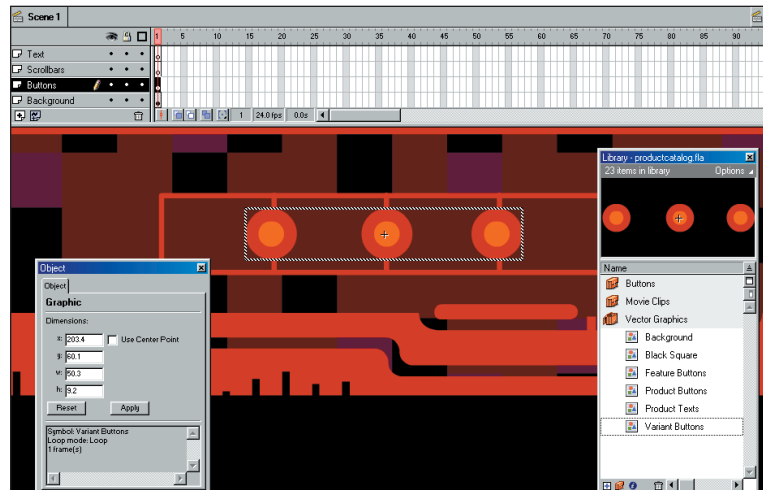 Scene 1
1 5 10 15 20 25 30 35 40 45 50 55 60 65 70 75 80 85 90
Text
Scrollbars
Buttons
Background
1 24.0 fps 0.0s
Library - productcatalog.fla
23 items in library Options
Name
Buttons
Movie Clips
Vector Graphics
Background
Black Square
Feature Buttons
Product Buttons
Product Texts
Variant Buttons
Object
Object
Graphic
Dimensions:
x: 203.4 Use Center Point
y: 60.1
w: 50.3
h: 9.2
Reset Apply
Symbol: Variant Buttons
Loop mode: Loop
1 frame(s)